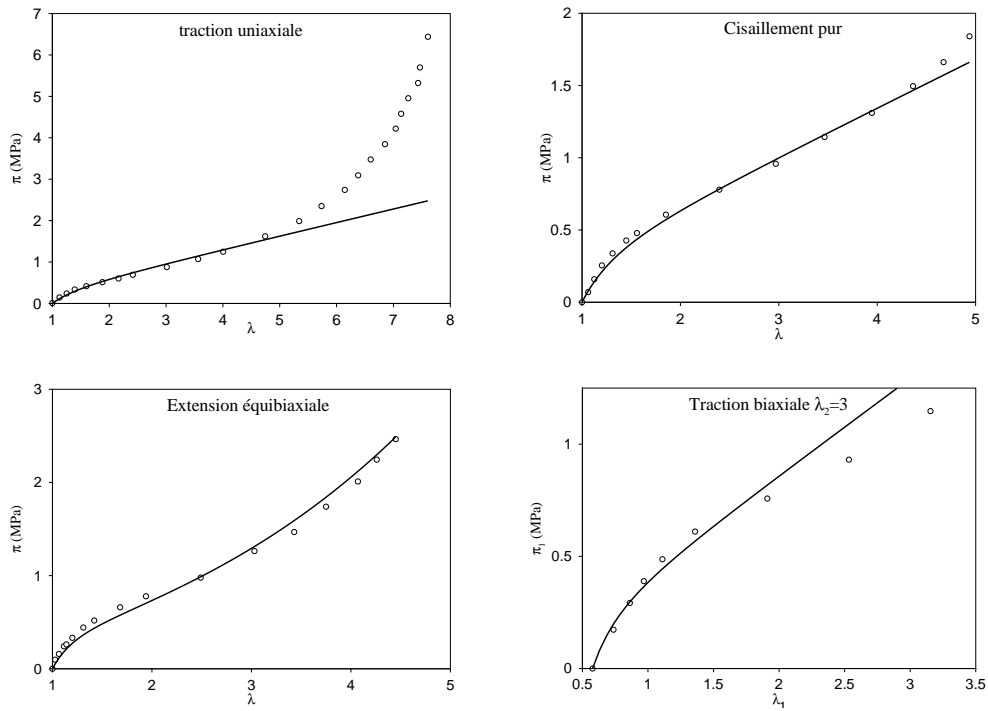 traction uniaxiale
7
6
5
4
3
2
1
0
π (MPa)
1 2 3 4 5 6 7 8
λ
Cisaillement pur
2
1.5
1
0.5
0
π (MPa)
1 2 3 4 5
λ
Extension équibiaxiale
3
2
1
0
π (MPa)
1 2 3 4 5
λ
Traction biaxiale λ₂=3
1
0.5
0
π₁ (MPa)
0.5 1 1.5 2 2.5 3 3.5
λ₁